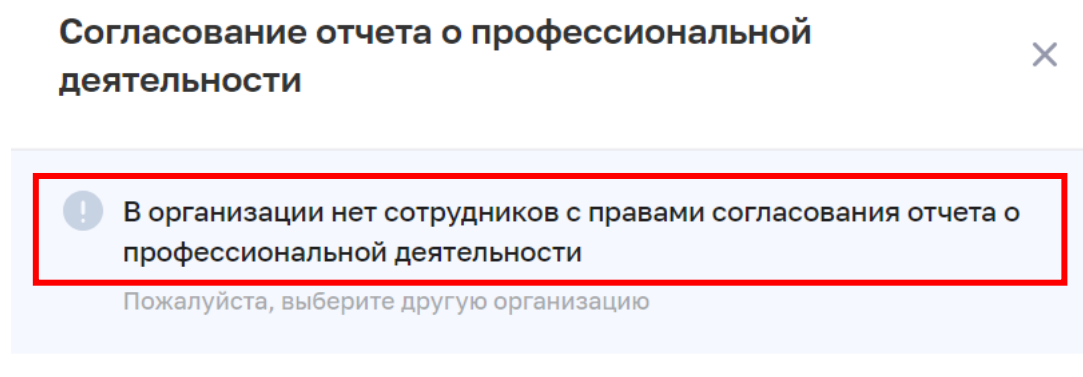 Согласование отчета о профессиональной
деятельности
В организации нет сотрудников с правами согласования отчета о
профессиональной деятельности
Пожалуйста, выберите другую организацию